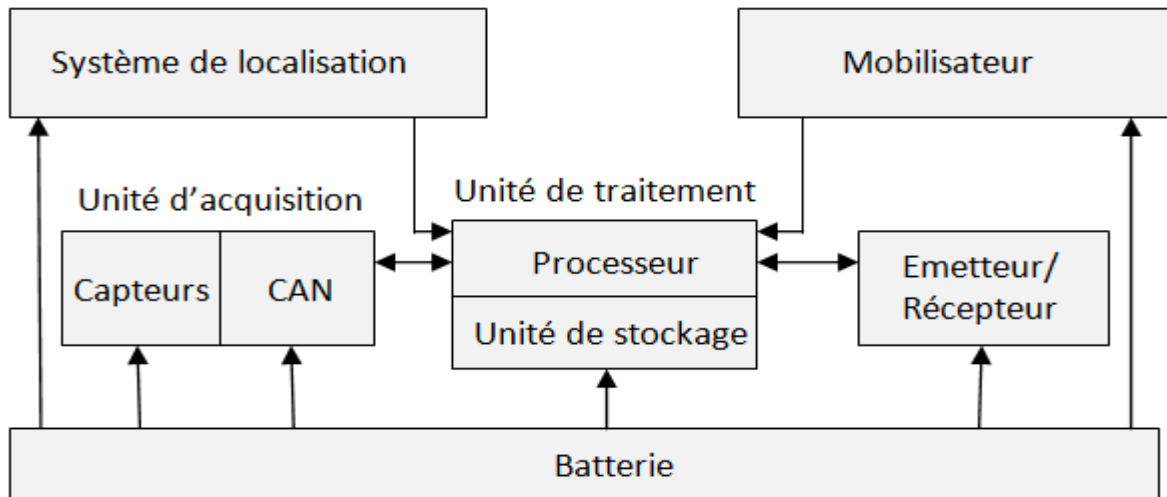 Système de localisation
Mobilisateur
Unité d'acquisition
Unité de traitement
Capteurs
CAN
Processeur
Unité de stockage
Emetteur/
Récepteur
Batterie